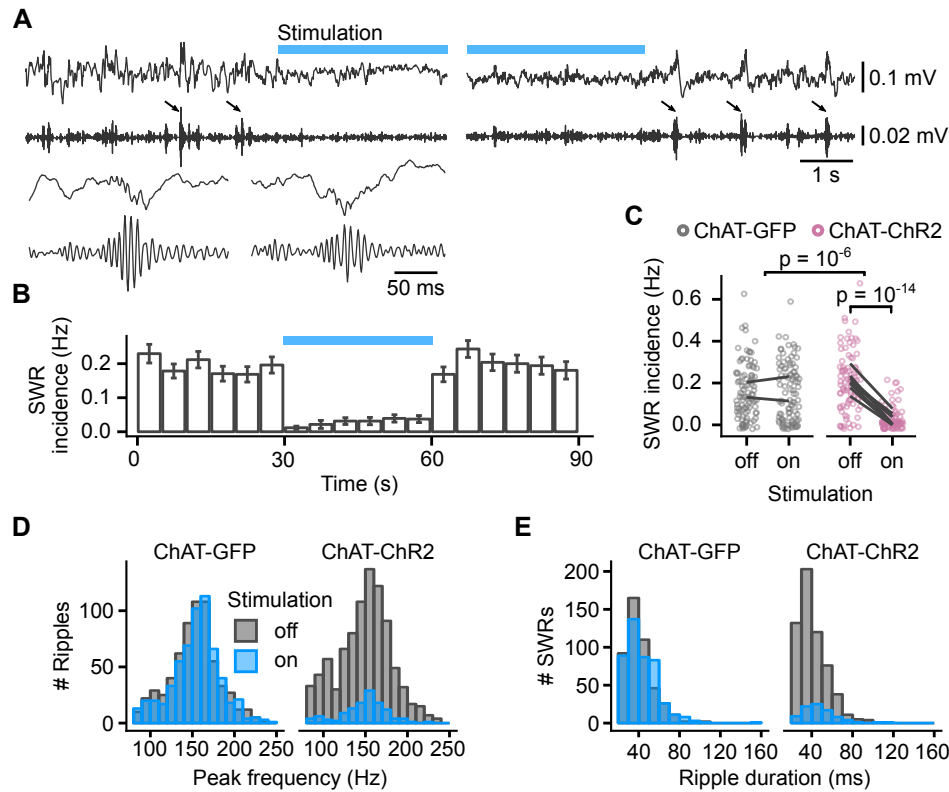 A
Stimulation
0.1 mV
0.02 mV
1 s
50 ms
B
SWR
incidence (Hz)
0.2
0.0
0 30 60 90
Time (s)
C
ChAT-GFP ChAT-ChR2
p = 10⁻⁶
p = 10⁻¹⁴
SWR incidence (Hz)
0.6
0.4
0.2
0.0
off on off on
Stimulation
D
ChAT-GFP ChAT-ChR2
Stimulation
off
on
# Ripples
100
50
0
100 150 200 250 100 150 200 250
Peak frequency (Hz)
E
ChAT-GFP ChAT-ChR2
# SWRs
200
150
100
50
0
40 80 120 160 40 80 120 160
Ripple duration (ms)